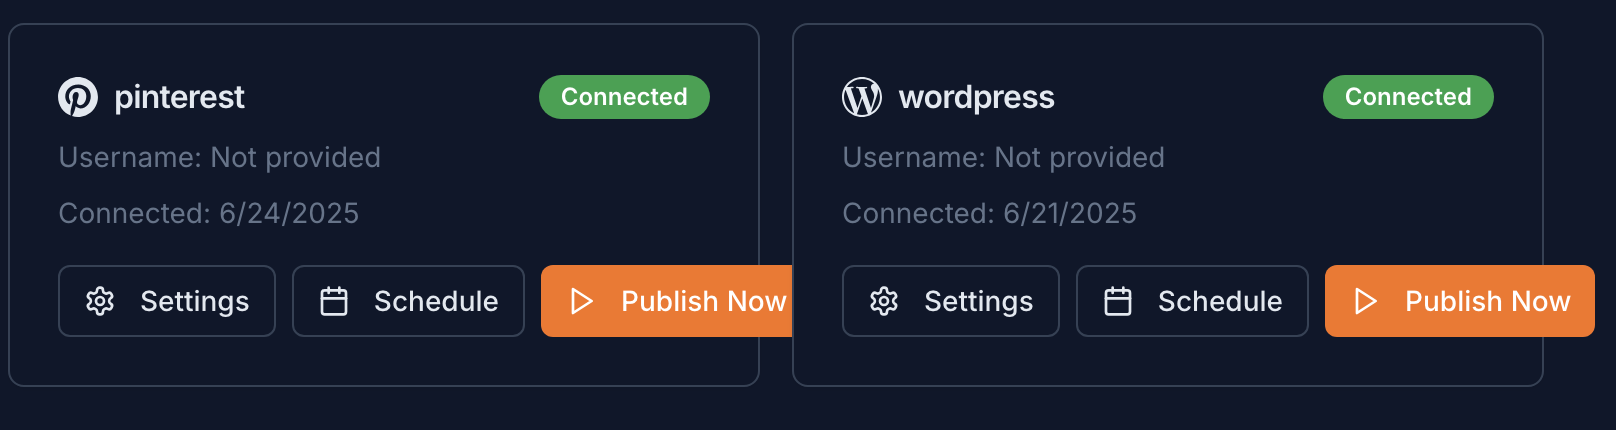 pinterest Connected
Username: Not provided
Connected: 6/24/2025
Settings Schedule Publish Now
wordpress Connected
Username: Not provided
Connected: 6/21/2025
Settings Schedule Publish Now